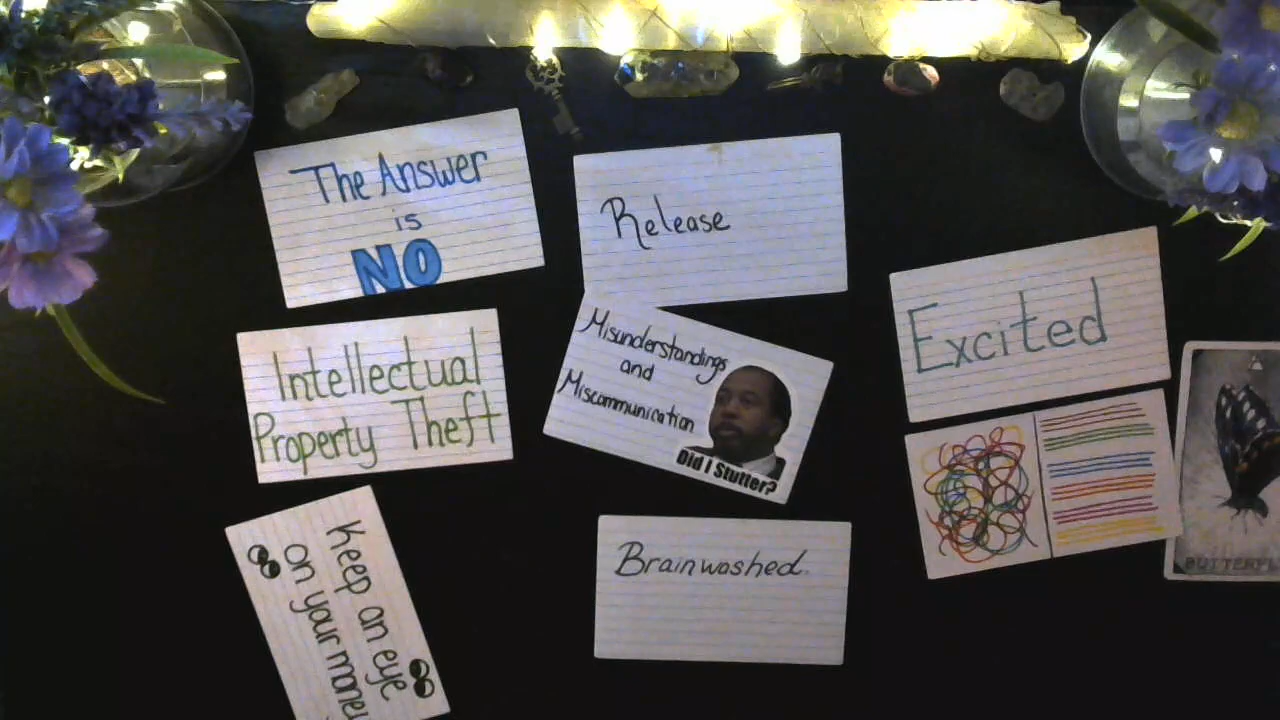 The Answer
is
NO
Release
Misunderstandings
and
Miscommunication
Did I Stutter?
Excited
Intellectual
Property Theft
Keep an eye
on your money
Brainwashed.